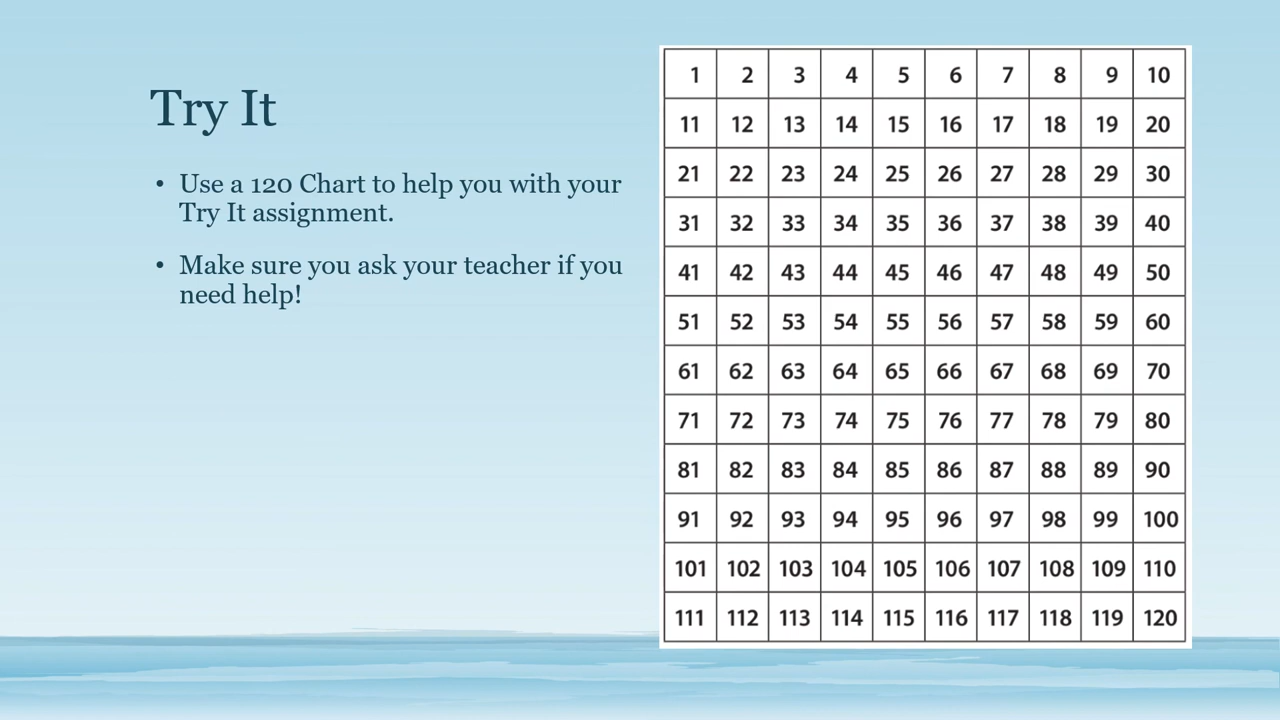 Try It
• Use a 120 Chart to help you with your
Try It assignment.
• Make sure you ask your teacher if you
need help!
1 2 3 4 5 6 7 8 9 10
11 12 13 14 15 16 17 18 19 20
21 22 23 24 25 26 27 28 29 30
31 32 33 34 35 36 37 38 39 40
41 42 43 44 45 46 47 48 49 50
51 52 53 54 55 56 57 58 59 60
61 62 63 64 65 66 67 68 69 70
71 72 73 74 75 76 77 78 79 80
81 82 83 84 85 86 87 88 89 90
91 92 93 94 95 96 97 98 99 100
101 102 103 104 105 106 107 108 109 110
111 112 113 114 115 116 117 118 119 120